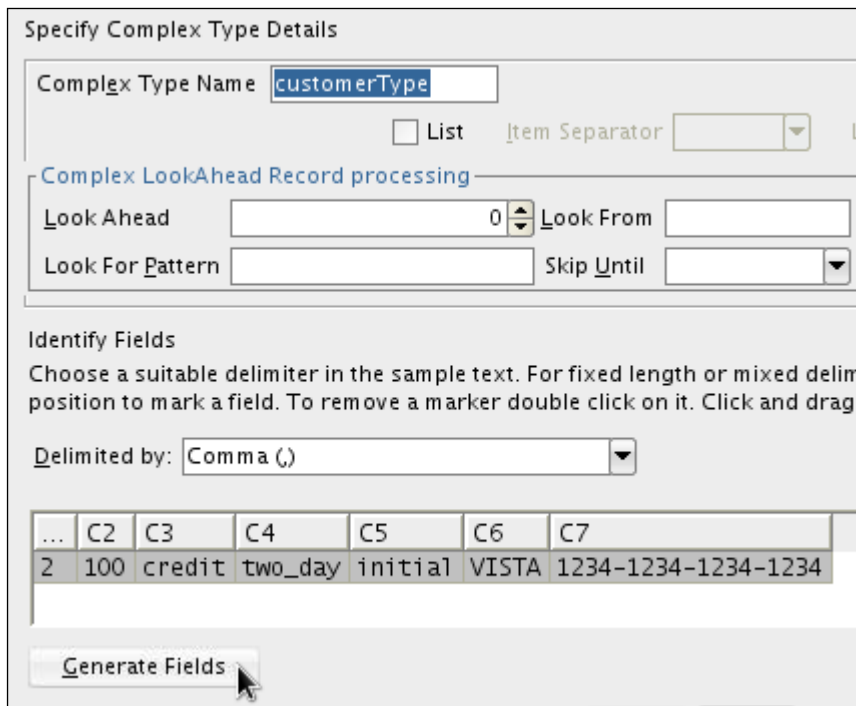 Specify Complex Type Details
Complex Type Name customerType
List Item Separator
Complex LookAhead Record processing
Look Ahead 0 Look From
Look For Pattern Skip Until
Identify Fields
Choose a suitable delimiter in the sample text. For fixed length or mixed delim
position to mark a field. To remove a marker double click on it. Click and drag
Delimited by: Comma (,)
... C2 C3 C4 C5 C6 C7
2 100 credit two_day initial VISTA 1234-1234-1234-1234
Generate Fields